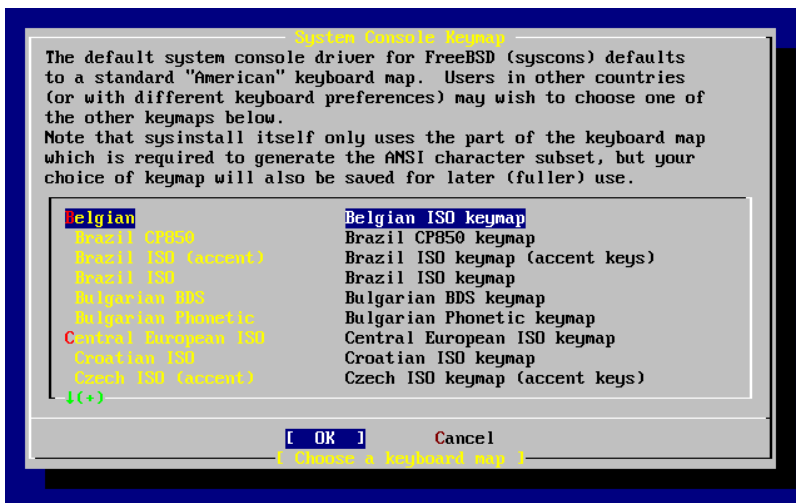 System Console Keymap
The default system console driver for FreeBSD (syscons) defaults
to a standard "American" keyboard map.  Users in other countries
(or with different keyboard preferences) may wish to choose one of
the other keymaps below.
Note that sysinstall itself only uses the part of the keyboard map
which is required to generate the ANSI character subset, but your
choice of keymap will also be saved for later (fuller) use.
Belgian Belgian ISO keymap
Brazil CP850 Brazil CP850 keymap
Brazil ISO (accent) Brazil ISO keymap (accent keys)
Brazil ISO Brazil ISO keymap
Bulgarian BDS Bulgarian BDS keymap
Bulgarian Phonetic Bulgarian Phonetic keymap
Central European ISO Central European ISO keymap
Croatian ISO Croatian ISO keymap
Czech ISO (accent) Czech ISO keymap (accent keys)
↓(+)
[ OK ] Cancel
[ Choose a keyboard map ]